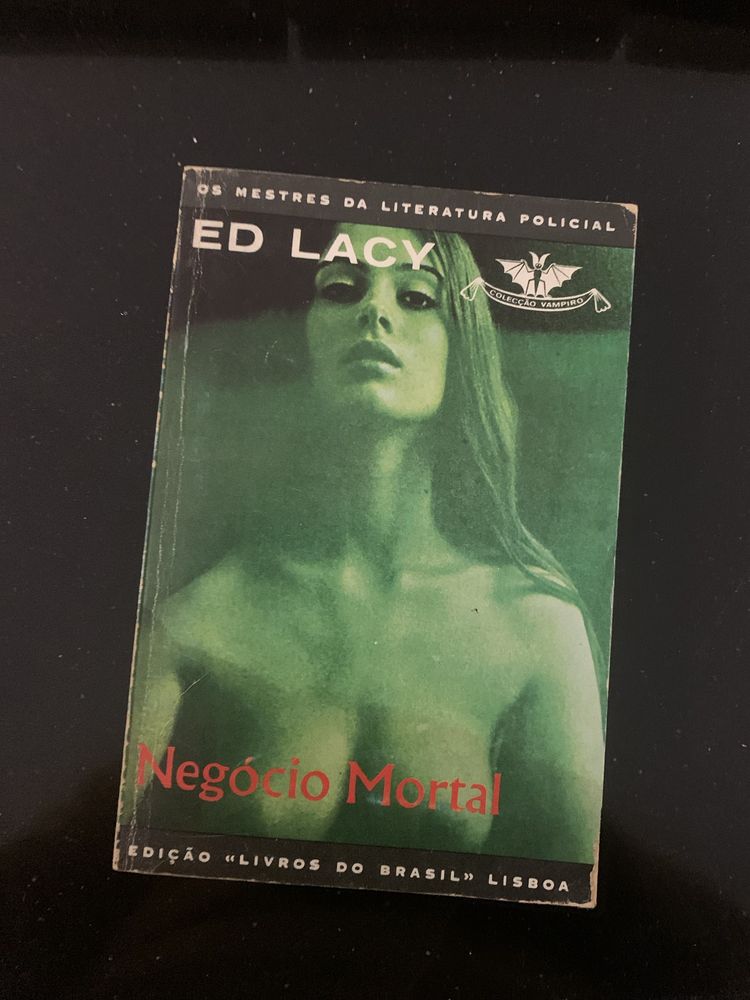 OS MESTRES DA LITERATURA POLICIAL
ED LACY
COLECÇÃO VAMPIRO
Negócio Mortal
EDIÇÃO «LIVROS DO BRASIL» LISBOA